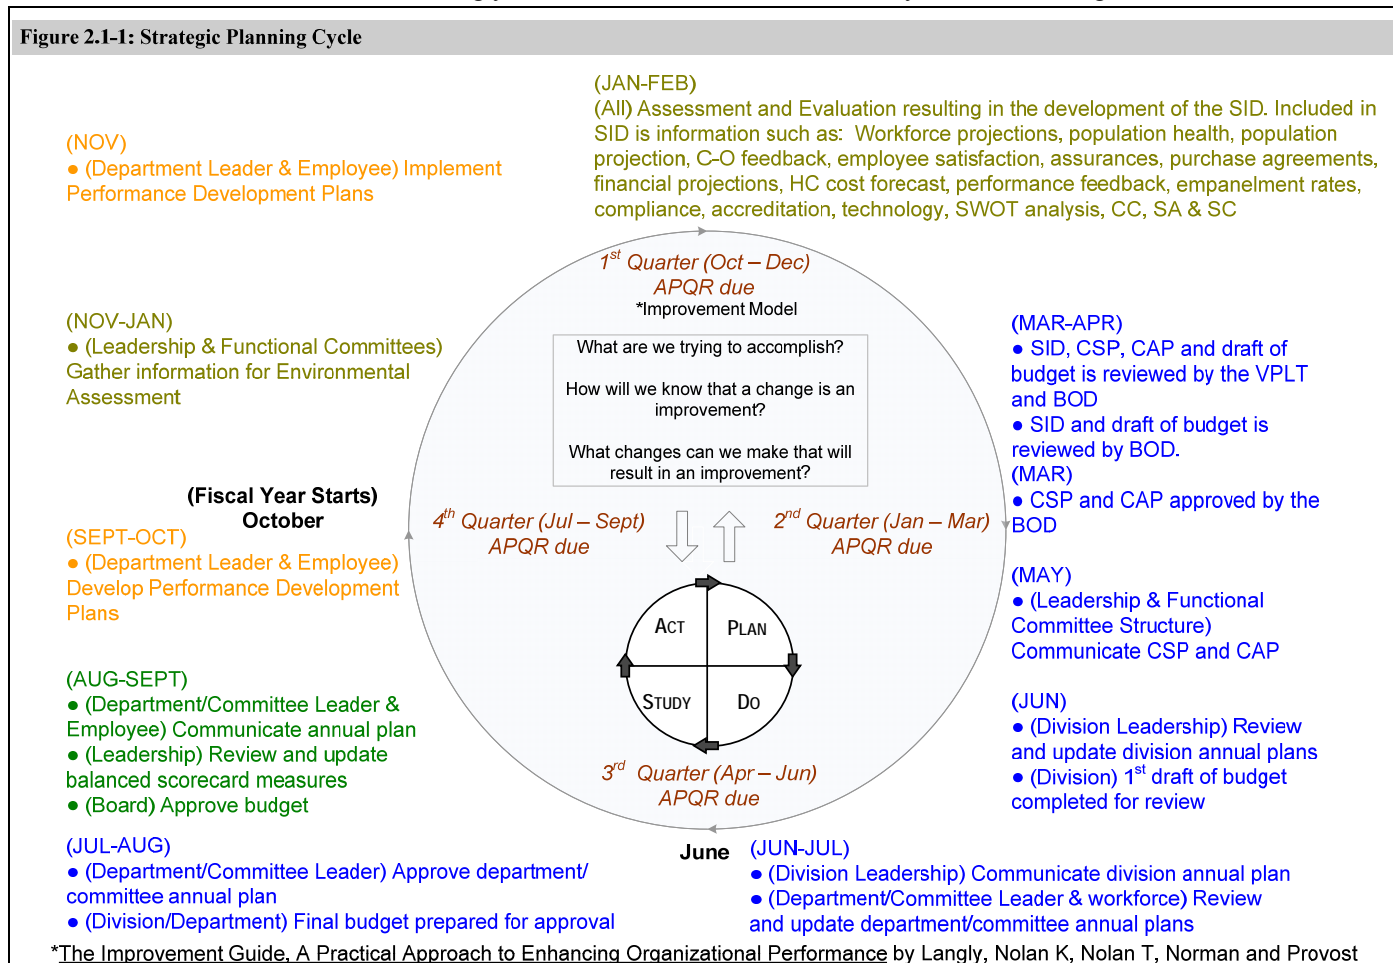 Figure 2.1-1: Strategic Planning Cycle
(JAN-FEB)
(All) Assessment and Evaluation resulting in the development of the SID. Included in
SID is information such as: Workforce projections, population health, population
projection, C-O feedback, employee satisfaction, assurances, purchase agreements,
financial projections, HC cost forecast, performance feedback, empanelment rates,
compliance, accreditation, technology, SWOT analysis, CC, SA & SC
(NOV)
● (Department Leader & Employee) Implement
Performance Development Plans
1st Quarter (Oct – Dec)
APQR due
*Improvement Model
What are we trying to accomplish?
How will we know that a change is an
improvement?
What changes can we make that will
result in an improvement?
(NOV-JAN)
● (Leadership & Functional Committees)
Gather information for Environmental
Assessment
(MAR-APR)
● SID, CSP, CAP and draft of
budget is reviewed by the VPLT
and BOD
● SID and draft of budget is
reviewed by BOD.
(MAR)
● CSP and CAP approved by the
BOD
(Fiscal Year Starts)
October
4th Quarter (Jul – Sept)
APQR due
2nd Quarter (Jan – Mar)
APQR due
(SEPT-OCT)
● (Department Leader & Employee)
Develop Performance Development
Plans
(MAY)
● (Leadership & Functional
Committee Structure)
Communicate CSP and CAP
ACT
PLAN
STUDY
DO
(AUG-SEPT)
● (Department/Committee Leader &
Employee) Communicate annual plan
● (Leadership) Review and update
balanced scorecard measures
● (Board) Approve budget
(JUN)
● (Division Leadership) Review
and update division annual plans
● (Division) 1st draft of budget
completed for review
3rd Quarter (Apr – Jun)
APQR due
June
(JUL-AUG)
● (Department/Committee Leader) Approve department/
committee annual plan
● (Division/Department) Final budget prepared for approval
(JUN-JUL)
● (Division Leadership) Communicate division annual plan
● (Department/Committee Leader & workforce) Review
and update department/committee annual plans
*The Improvement Guide, A Practical Approach to Enhancing Organizational Performance by Langly, Nolan K, Nolan T, Norman and Provost